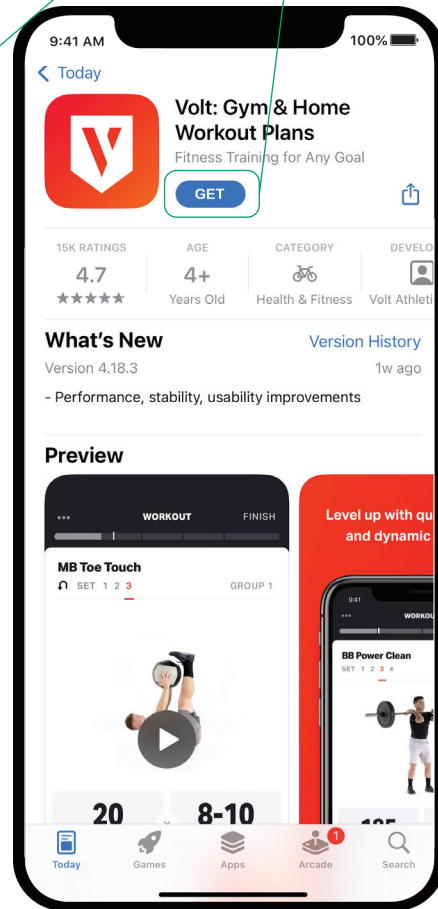 9:41 AM
100%
Today
Volt: Gym & Home
Workout Plans
Fitness Training for Any Goal
GET
15K RATINGS
4.7
AGE
4+
Years Old
CATEGORY
Health & Fitness
DEVELO
Volt Athleti
What's New
Version History
Version 4.18.3
1w ago
- Performance, stability, usability improvements
Preview
WORKOUT
FINISH
MB Toe Touch
SET 1 2 3
GROUP 1
20
8-10
Level up with qu
and dynamic
9:41
WORKOU
BB Power Clean
SET 1 2 3 4
Today
Games
Apps
Arcade
1
Search